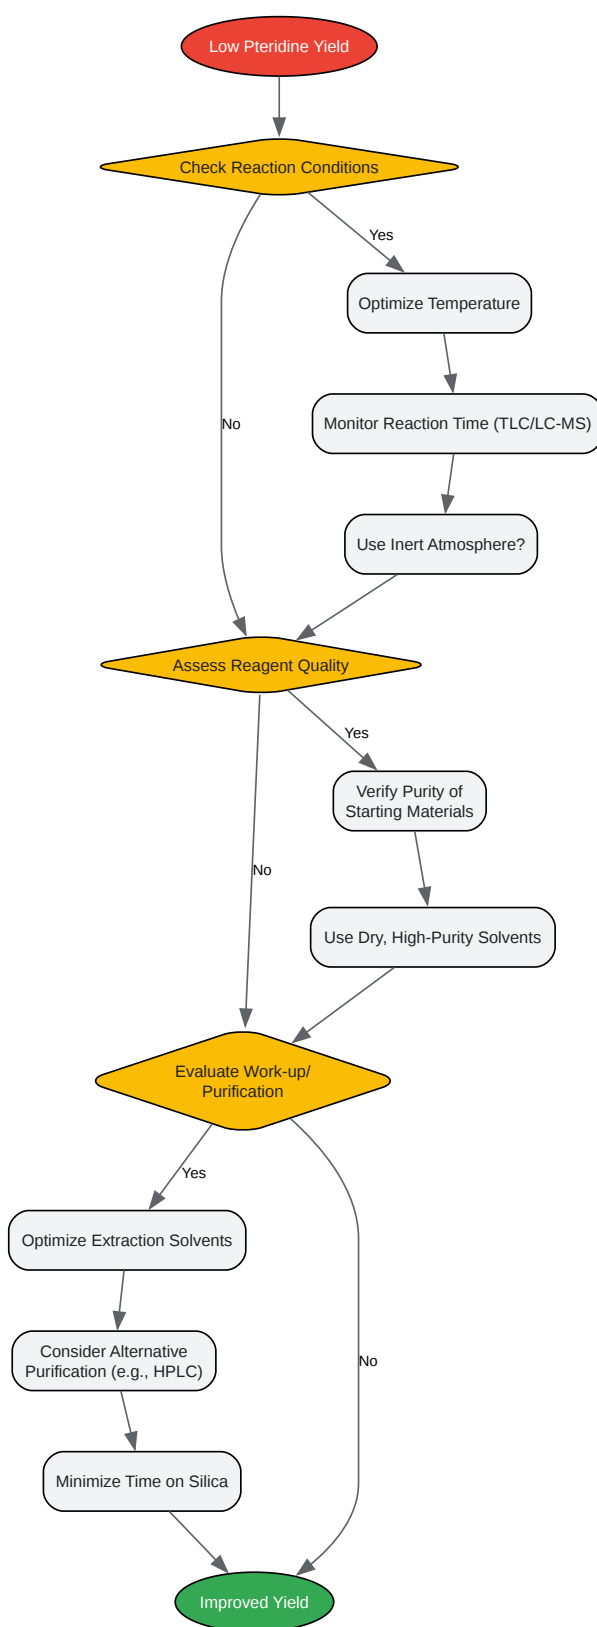 Low Pteridine Yield
Check Reaction Conditions
Yes
Optimize Temperature
No
Monitor Reaction Time (TLC/LC-MS)
Use Inert Atmosphere?
Assess Reagent Quality
Yes
Verify Purity of
Starting Materials
No
Use Dry, High-Purity Solvents
Evaluate Work-up/
Purification
Yes
Optimize Extraction Solvents
Consider Alternative
Purification (e.g., HPLC)
No
Minimize Time on Silica
Improved Yield